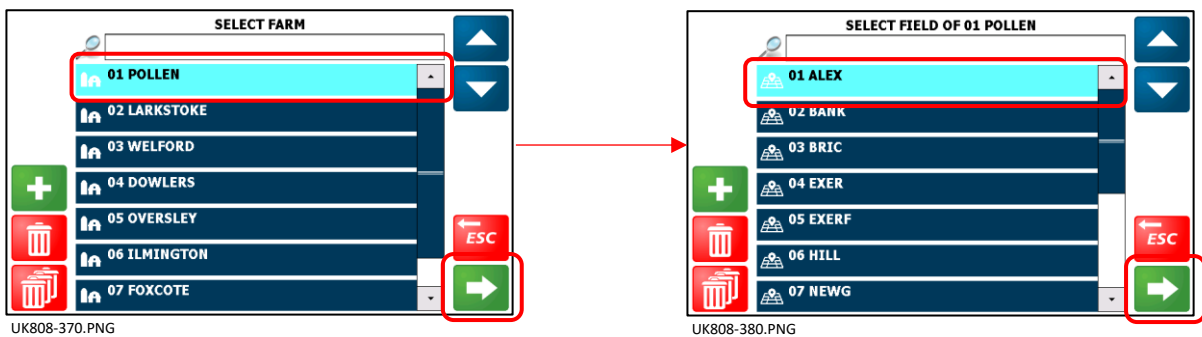 SELECT FARM
01 POLLEN
02 LARKSTOKE
03 WELFORD
04 DOWLERS
05 OVERSLEY
06 ILMINGTON
07 FOXCOTE
ESC
UK808-370.PNG
SELECT FIELD OF 01 POLLEN
01 ALEX
02 BANK
03 BRIC
04 EXER
05 EXERF
06 HILL
07 NEWG
ESC
UK808-380.PNG